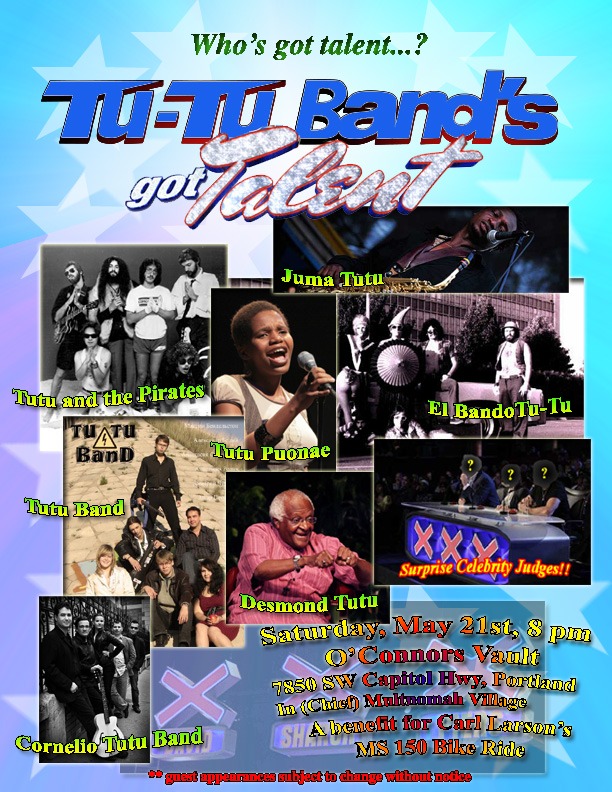 Who's got talent...?
Tu-Tu Band's
got Talent
Juma Tutu
Tutu and the Pirates
El BandoTu-Tu
Tutu Puonae
TU TU
BanD
Tutu Band
? ? ?
XXX
Surprise Celebrity Judges!!
Desmond Tutu
Saturday, May 21st, 8 pm
O'Connors Vault
7850 SW Capitol Hwy, Portland
In (Chief) Multnomah Village
A benefit for Carl Larson's
MS 150 Bike Ride
Cornelio Tutu Band
** guest appearances subject to change without notice